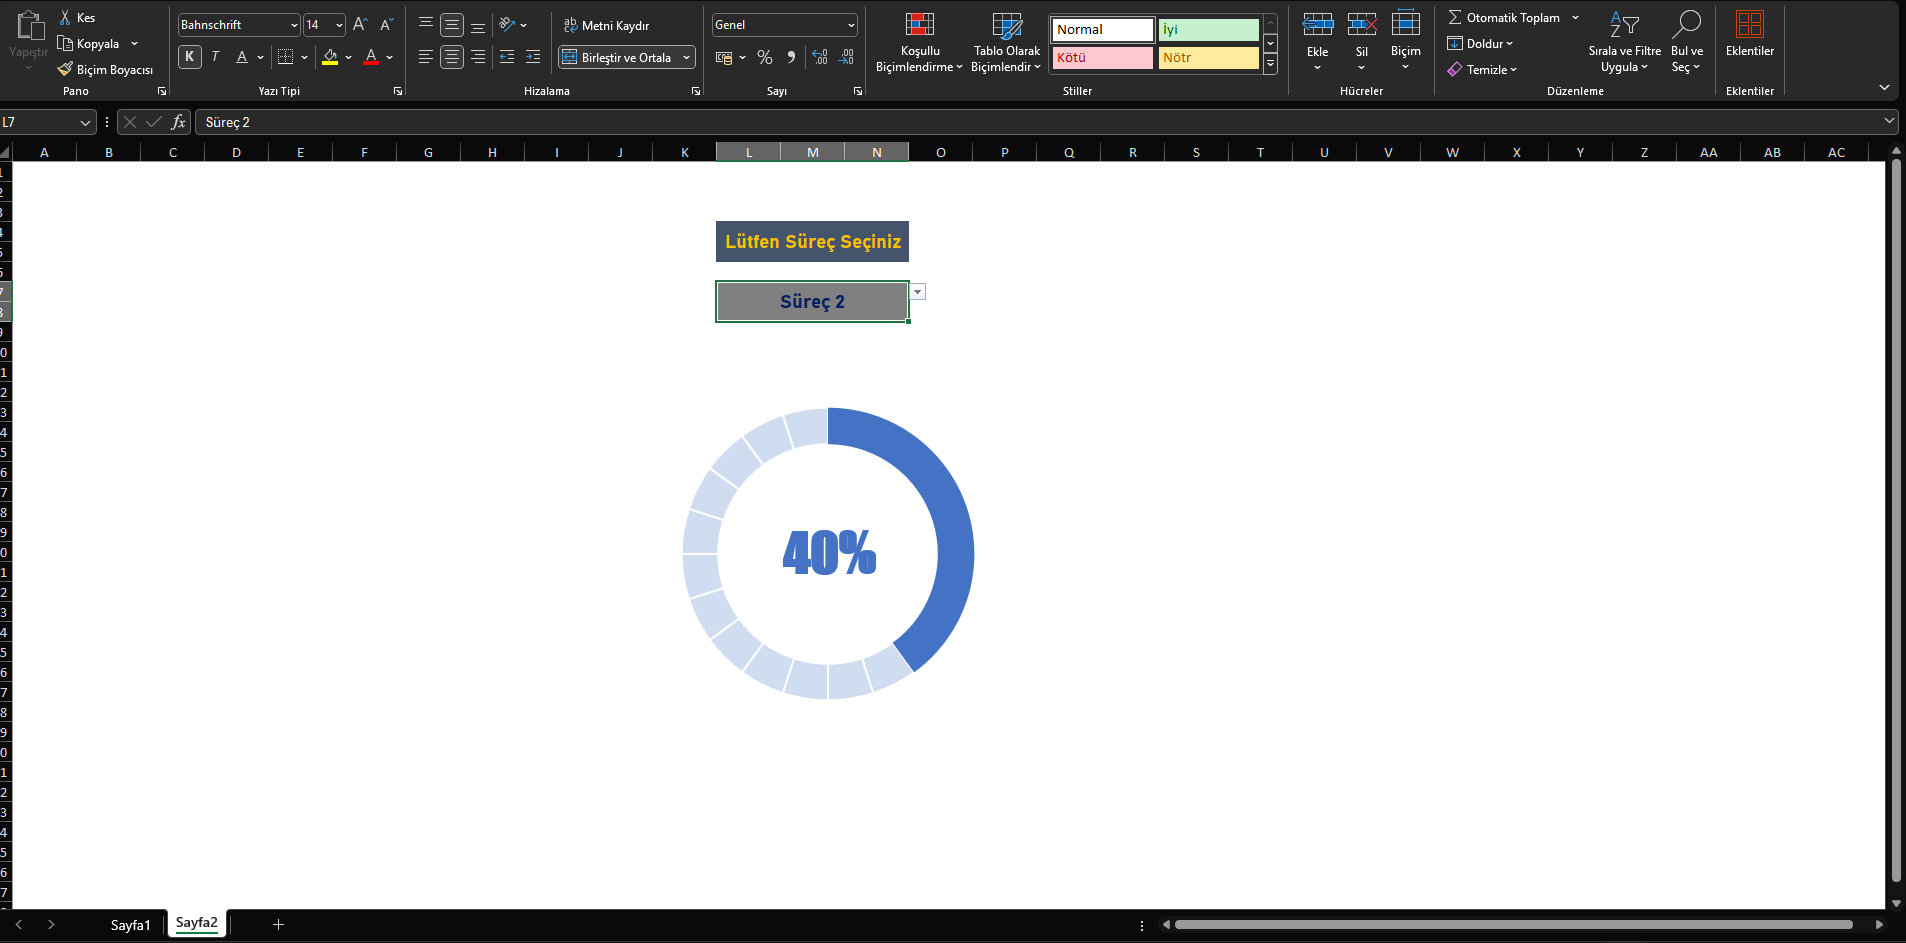 Yapıştır
Kes
Kopyala
Biçim Boyacısı
Pano
Bahnschrift 14
K T A
Yazı Tipi
Metni Kaydır
Birleştir ve Ortala
Hizalama
Genel
Sayı
Koşullu Biçimlendirme
Tablo Olarak Biçimlendir
Normal İyi
Kötü Nötr
Stiller
Ekle Sil Biçim
Hücreler
Otomatik Toplam
Doldur
Temizle
Sırala ve Filtre Uygula
Bul ve Seç
Düzenleme
Eklentiler
Eklentiler
L7 fx Süreç 2
A B C D E F G H I J K L M N O P Q R S T U V W X Y Z AA AB AC
Lütfen Süreç Seçiniz
Süreç 2
40%
Sayfa1 Sayfa2